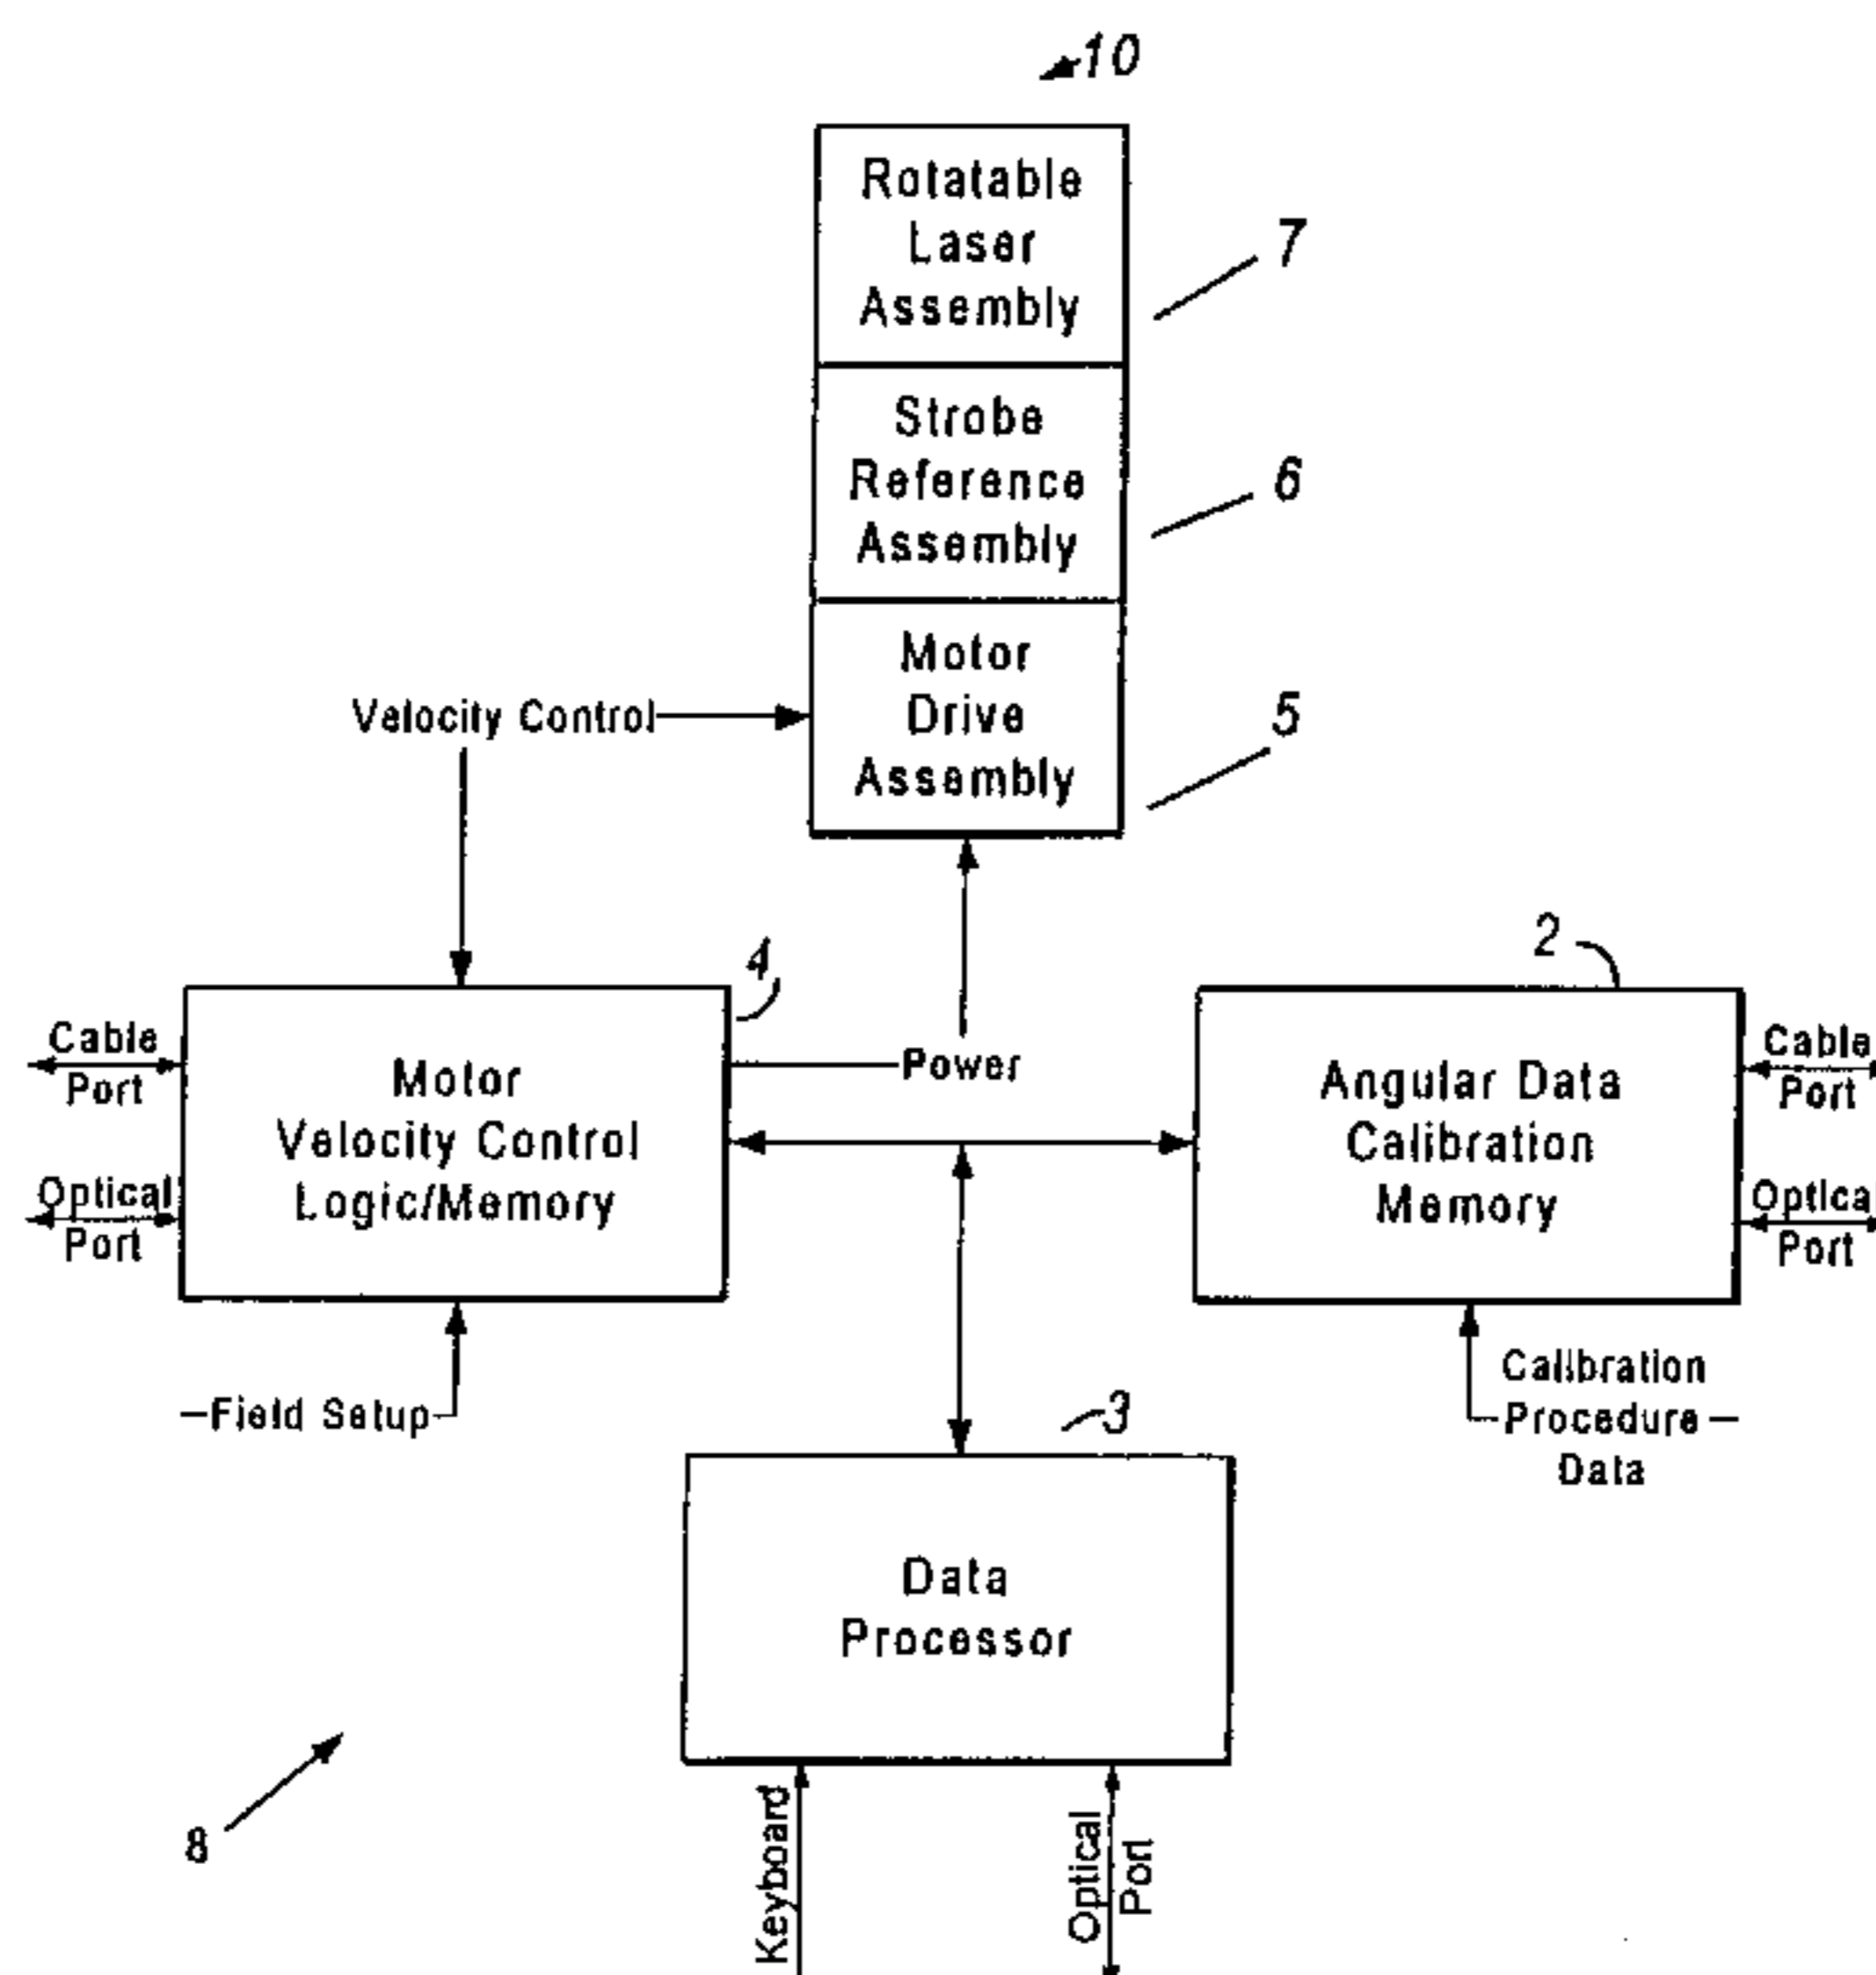 10
Rotatable
Laser
Assembly
7
Strobe
Reference
Assembly
6
Motor
Drive
Assembly
5
Velocity Control
4
2
Cable
Port
Optical
Port
Motor
Velocity Control
Logic/Memory
Power
Angular Data
Calibration
Memory
Cable
Port
Optical
Port
Field Setup
Calibration
Procedure
Data
3
Data
Processor
8
Keyboard
Optical
Port